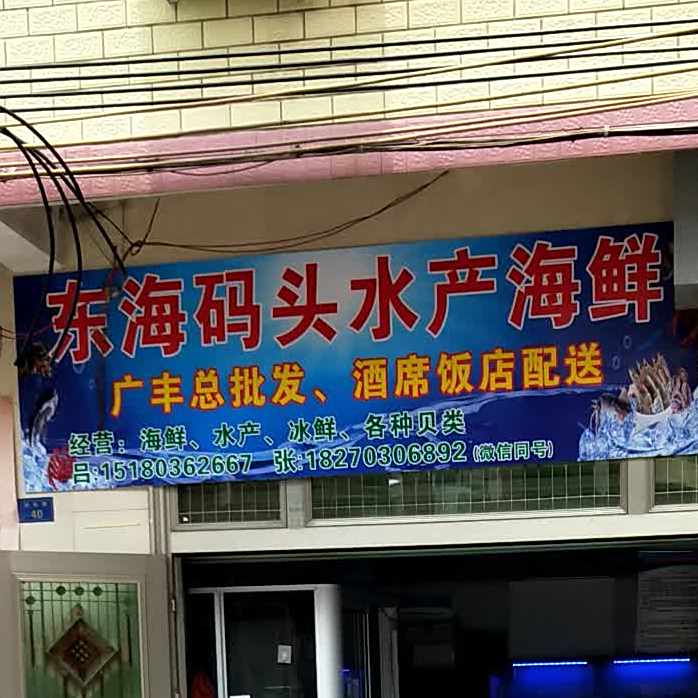 东海码头水产海鲜
广丰总批发、酒席饭店配送
经营：海鲜、水产、冰鲜、各种贝类
吕:15180362667 张:18270306892(微信同号)
40